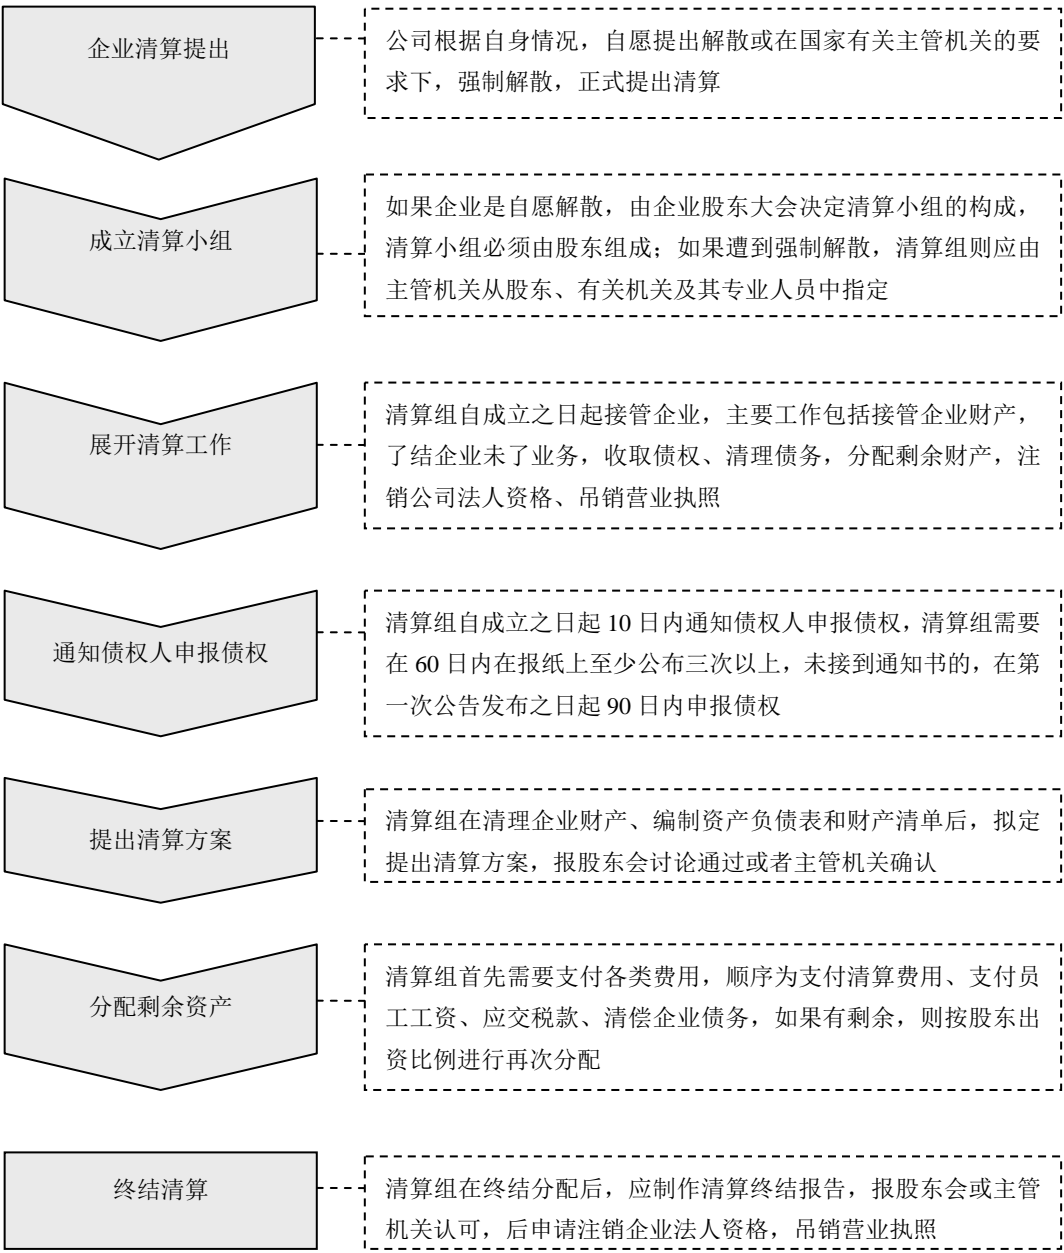 企业清算提出
公司根据自身情况，自愿提出解散或在国家有关主管机关的要
求下，强制解散，正式提出清算
成立清算小组
如果企业是自愿解散，由企业股东大会决定清算小组的构成，
清算小组必须由股东组成；如果遭到强制解散，清算组则应由
主管机关从股东、有关机关及其专业人员中指定
展开清算工作
清算组自成立之日起接管企业，主要工作包括接管企业财产，
了结企业未了业务，收取债权、清理债务，分配剩余财产，注
销公司法人资格、吊销营业执照
通知债权人申报债权
清算组自成立之日起 10 日内通知债权人申报债权，清算组需要
在 60 日内在报纸上至少公布三次以上，未接到通知书的，在第
一次公告发布之日起 90 日内申报债权
提出清算方案
清算组在清理企业财产、编制资产负债表和财产清单后，拟定
提出清算方案，报股东会讨论通过或者主管机关确认
分配剩余资产
清算组首先需要支付各类费用，顺序为支付清算费用、支付员
工工资、应交税款、清偿企业债务，如果有剩余，则按股东出
资比例进行再次分配
终结清算
清算组在终结分配后，应制作清算终结报告，报股东会或主管
机关认可，后申请注销企业法人资格，吊销营业执照